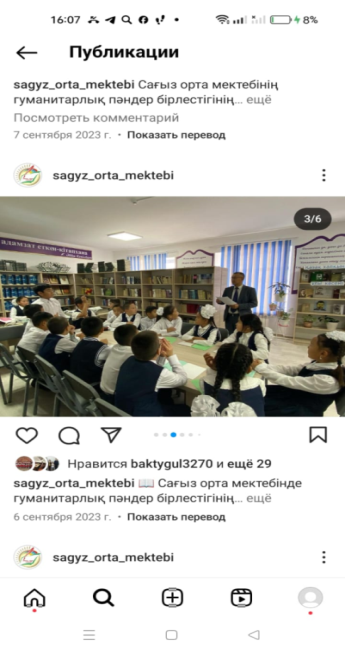 16:07
8%
Публикации
sagyz_orta_mektebi Сағыз орта мектебінің
гуманитарлық пәндер бірлестігінің... ещё
Посмотреть комментарий
7 сентября 2023 г. • Показать перевод
sagyz_orta_mektebi
3/6
Нравится baktygul3270 и ещё 29
sagyz_orta_mektebi 📖 Сағыз орта мектебінде
гуманитарлық пәндер бірлестігінің... ещё
6 сентября 2023 г. • Показать перевод
sagyz_orta_mektebi